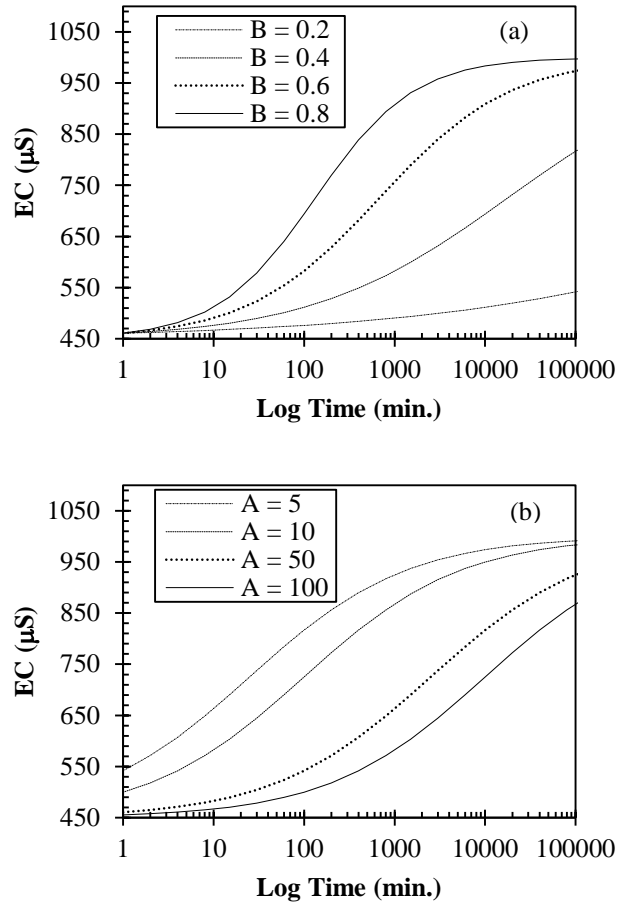 1050
950
850
750
650
550
450
EC (µS)
B = 0.2
B = 0.4
B = 0.6
B = 0.8
(a)
1 10 100 1000 10000 100000
Log Time (min.)
1050
950
850
750
650
550
450
EC (µS)
A = 5
A = 10
A = 50
A = 100
(b)
1 10 100 1000 10000 100000
Log Time (min.)